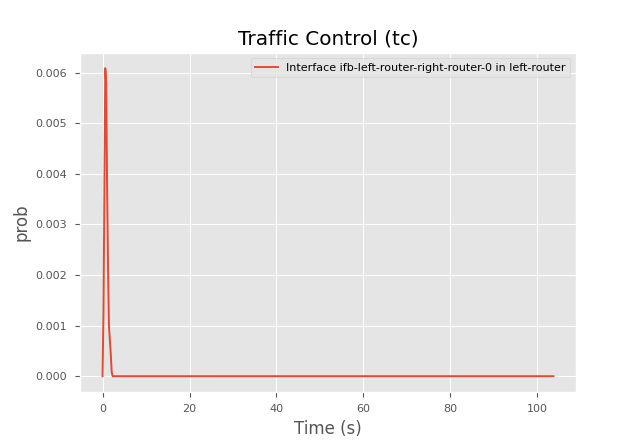 Traffic Control (tc)
Interface ifb-left-router-right-router-0 in left-router
prob
0.006
0.005
0.004
0.003
0.002
0.001
0.000
0 20 40 60 80 100
Time (s)